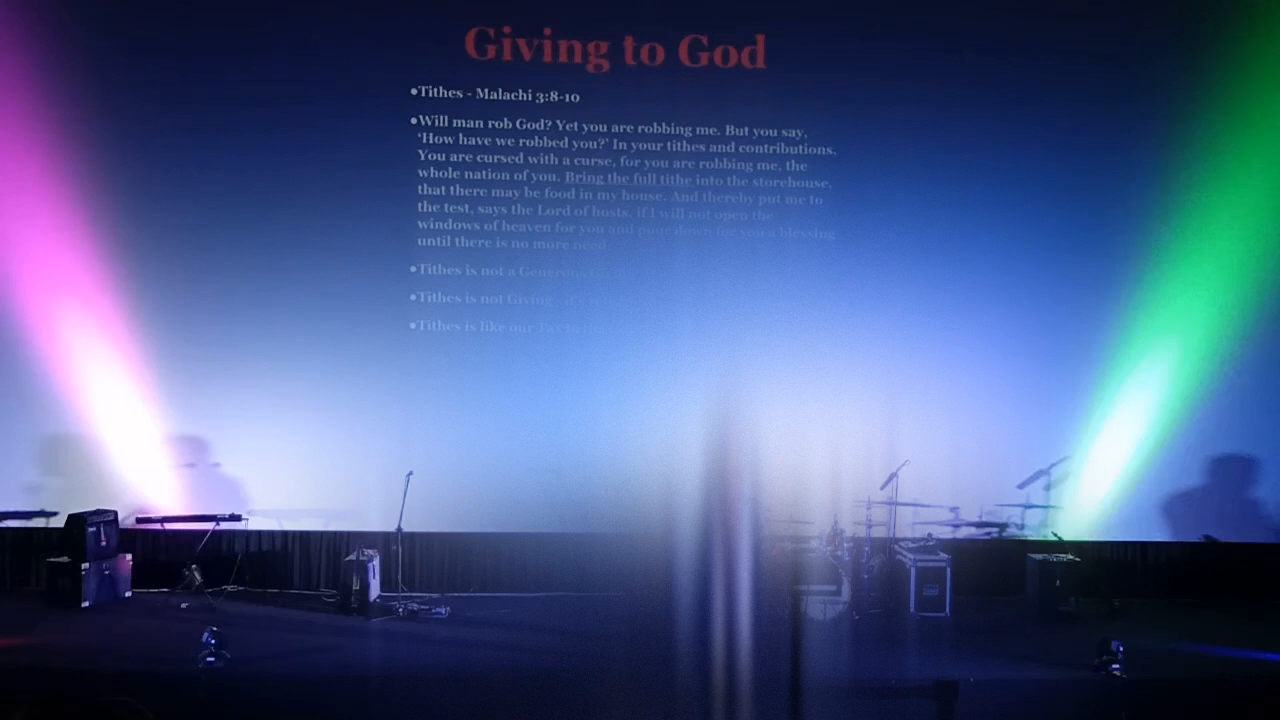 Giving to God
•Tithes - Malachi 3:8-10
•Will man rob God? Yet you are robbing me. But you say,
‘How have we robbed you?’ In your tithes and contributions.
You are cursed with a curse, for you are robbing me, the
whole nation of you. Bring the full tithe into the storehouse,
that there may be food in my house. And thereby put me to
the test, says the Lord of hosts, if I will not open the
windows of heaven for you and pour down for you a blessing
until there is no more need.
•Tithes is not a Generous
•Tithes is not Giving -
•Tithes is like our Tax